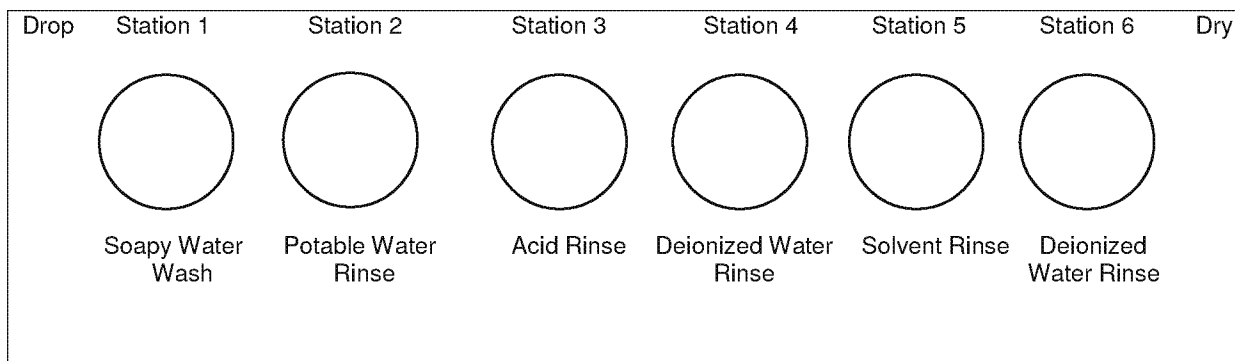 Drop Station 1 Station 2 Station 3 Station 4 Station 5 Station 6 Dry
Soapy Water Potable Water Acid Rinse Deionized Water Solvent Rinse Deionized
Wash Rinse Rinse Water Rinse